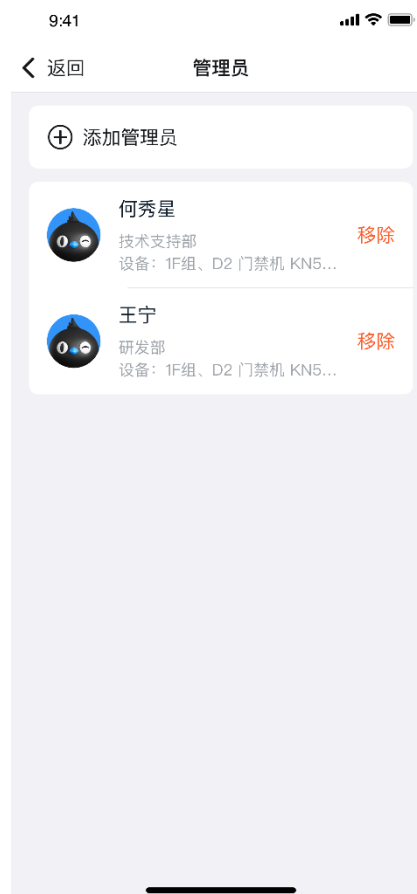 9:41
返回
管理员
添加管理员
何秀星
技术支持部
设备：1F组、D2 门禁机 KN5...
移除
王宁
研发部
设备：1F组、D2 门禁机 KN5...
移除